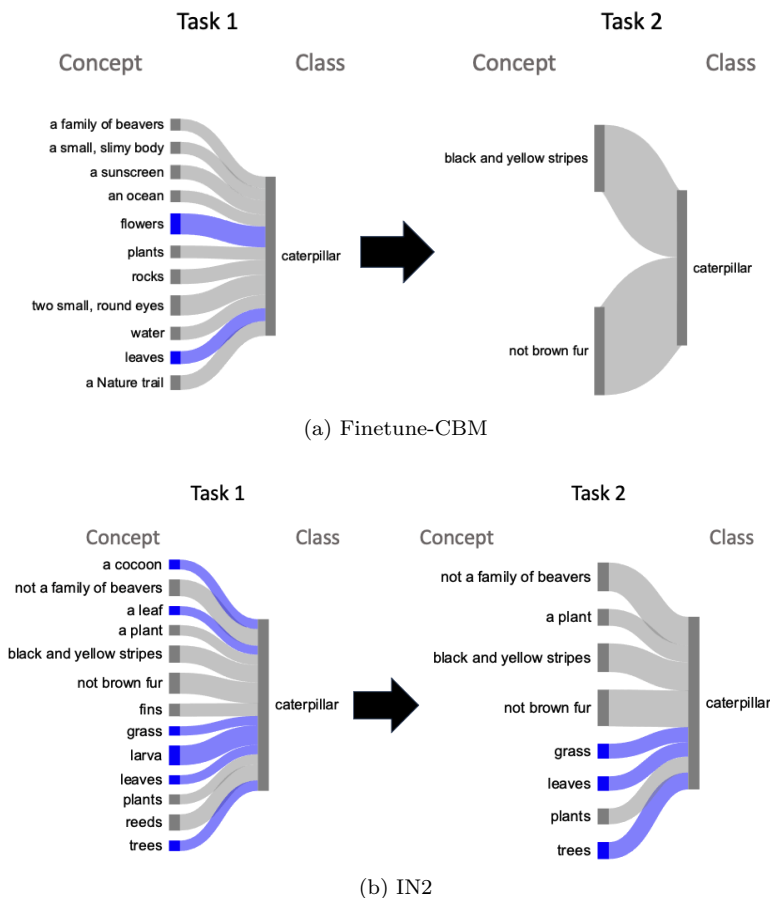 Task 1
Task 2
Concept
Class
Concept
Class
a family of beavers
a small, slimy body
a sunscreen
an ocean
flowers
plants
rocks
two small, round eyes
water
leaves
a Nature trail
caterpillar
black and yellow stripes
not brown fur
caterpillar
(a) Finetune-CBM
Task 1
Task 2
Concept
Class
Concept
Class
a cocoon
not a family of beavers
a leaf
a plant
black and yellow stripes
not brown fur
fins
grass
larva
leaves
plants
reeds
trees
caterpillar
not a family of beavers
a plant
black and yellow stripes
not brown fur
grass
leaves
plants
trees
caterpillar
(b) IN2